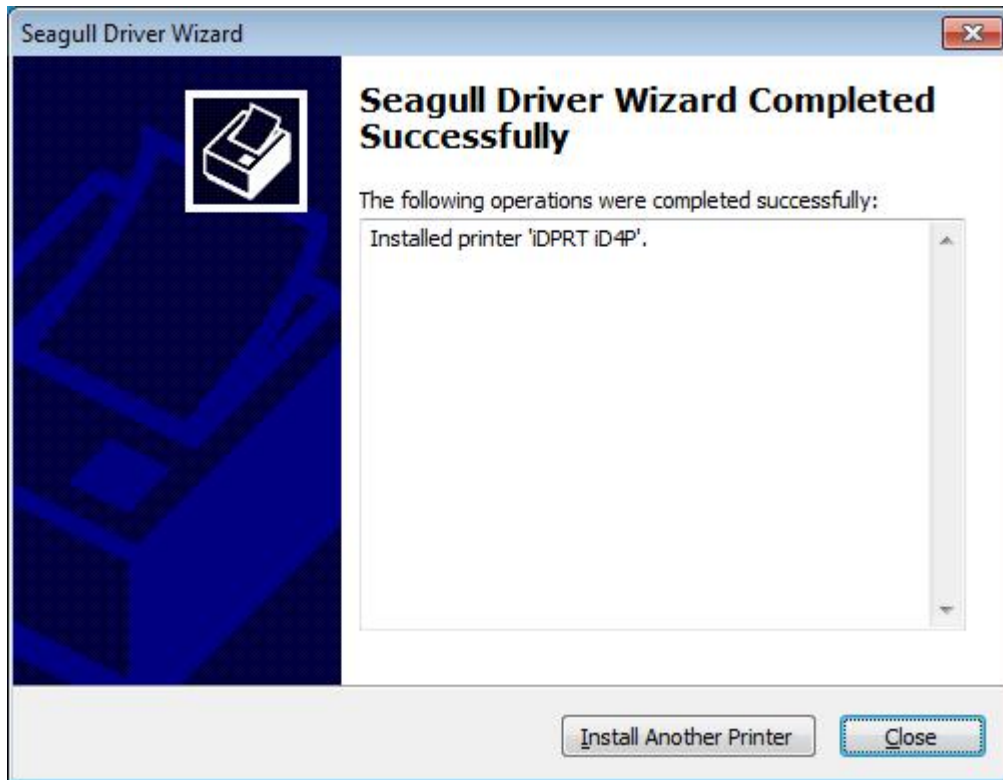 Seagull Driver Wizard
Seagull Driver Wizard Completed
Successfully
The following operations were completed successfully:
Installed printer 'iDPRT iD4P'.
Install Another Printer
Close